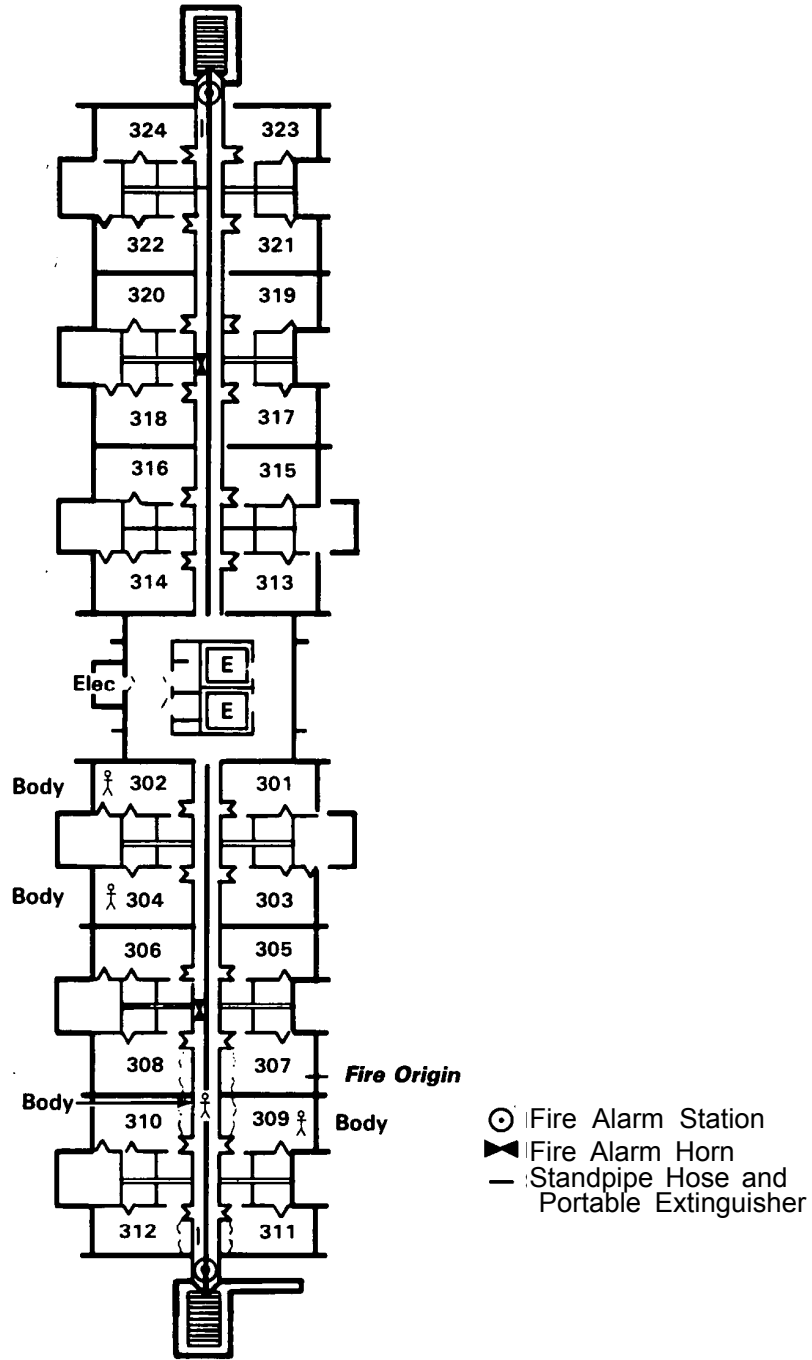 324 323
322 321
320 319
318 317
316 315
314 313
E
Elec
E
Body 302 301
Body 304 303
306 305
308 307
Fire Origin
Body 310 309 Body
312 311
Fire Alarm Station
Fire Alarm Horn
Standpipe Hose and
Portable Extinguisher